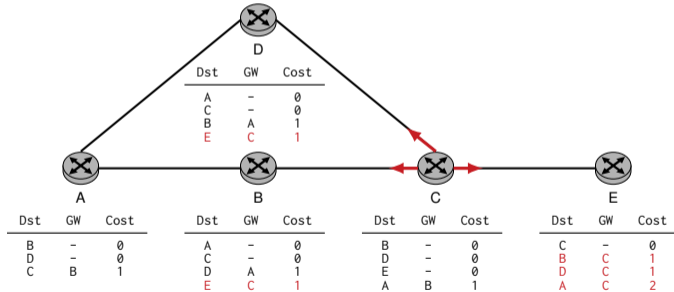 D
Dst GW Cost
A - 0
C - 0
B A 1
E C 1
A
B
C
E
Dst GW Cost
B - 0
D - 0
C B 1
Dst GW Cost
A - 0
C - 0
D A 1
E C 1
Dst GW Cost
B - 0
D - 0
E - 0
A B 1
Dst GW Cost
C - 0
B C 1
D C 1
A C 2